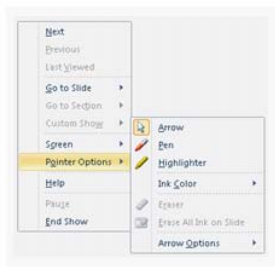 Next
Previous
Last Viewed
Go to Slide
Go to Section
Custom Show
Screen
Pointer Options
Help
Pause
End Show
Arrow
Pen
Highlighter
Ink Color
Eraser
Erase All Ink on Slide
Arrow Options